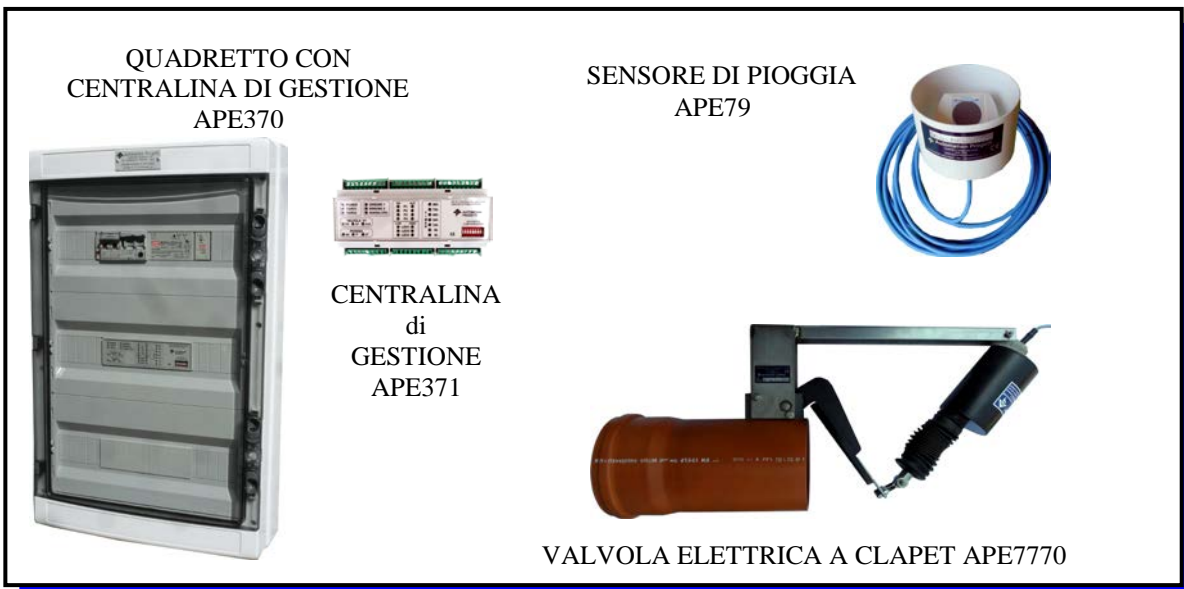 QUADRETTO CON
CENTRALINA DI GESTIONE
APE370
CENTRALINA
di
GESTIONE
APE371
SENSORE DI PIOGGIA
APE79
VALVOLA ELETTRICA A CLAPET APE7770